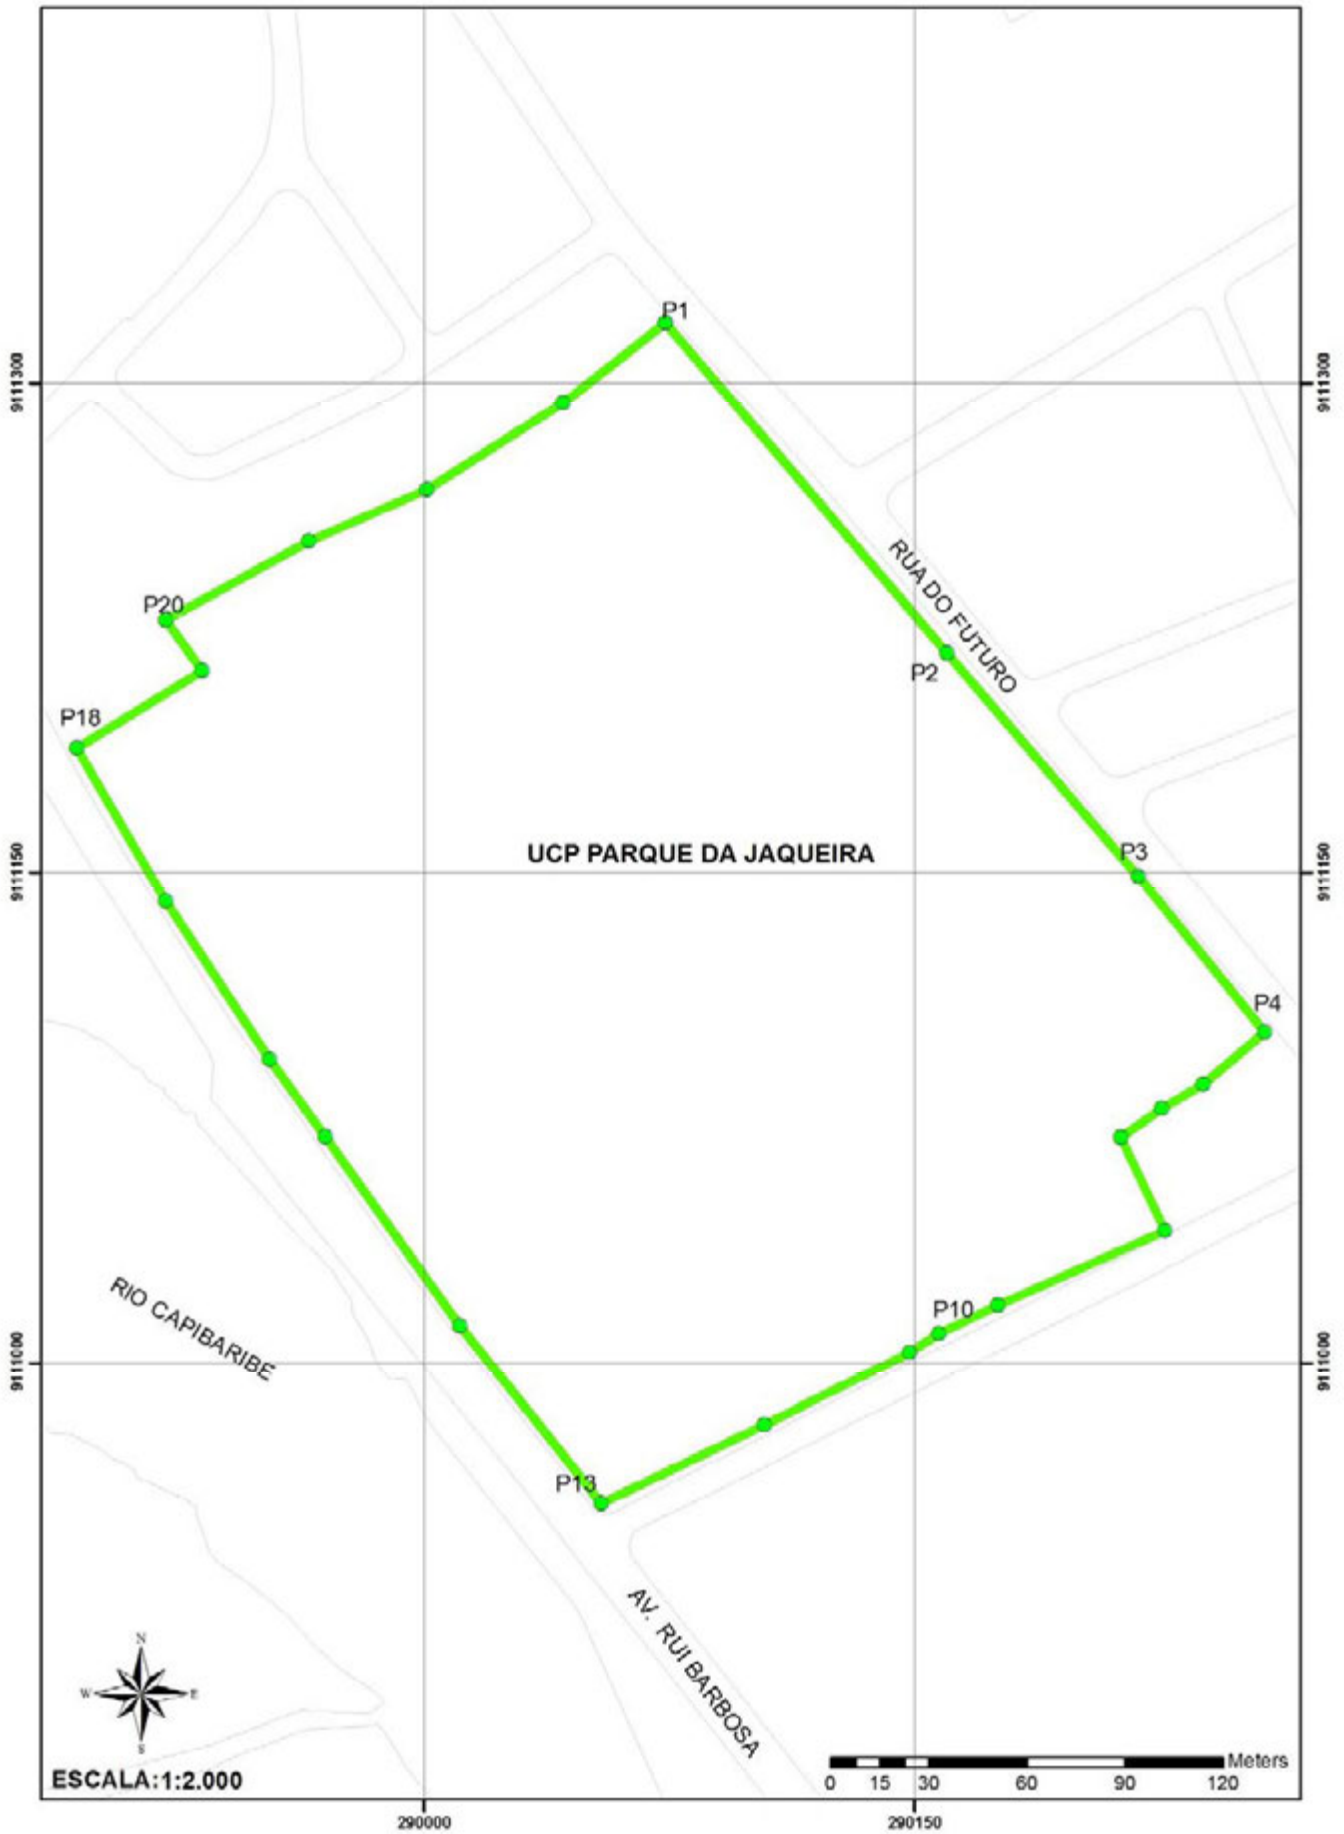 P1
9111300
9111300
RUA DO FUTURO
P20
P2
P18
UCP PARQUE DA JAQUEIRA
P3
9111150
9111150
P4
P10
RIO CAPIBARIBE
9111000
9111000
P13
AV. RUI BARBOSA
N
W E
S
ESCALA:1:2.000
Meters
0 15 30 60 90 120
290000
290150